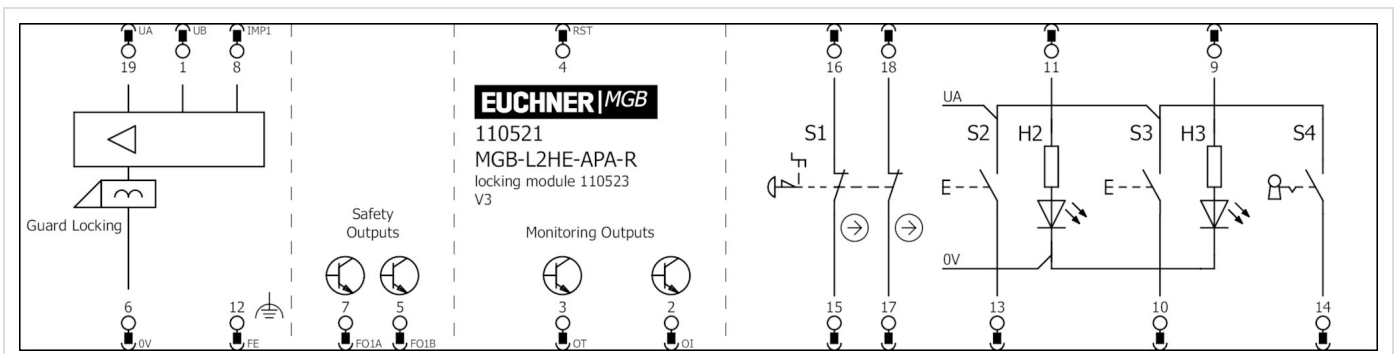 UA UB IMP1 RST
19 1 8 4 16 18 11 9
EUCHNER|MGB
110521
MGB-L2HE-APA-R
locking module 110523
V3
UA
S1 S2 H2 S3 H3 S4
E E
Guard Locking
Safety
Outputs
Monitoring Outputs
0V
6 12 7 5 3 2 15 17 13 10 14
0V FE FO1A FO1B OT OI